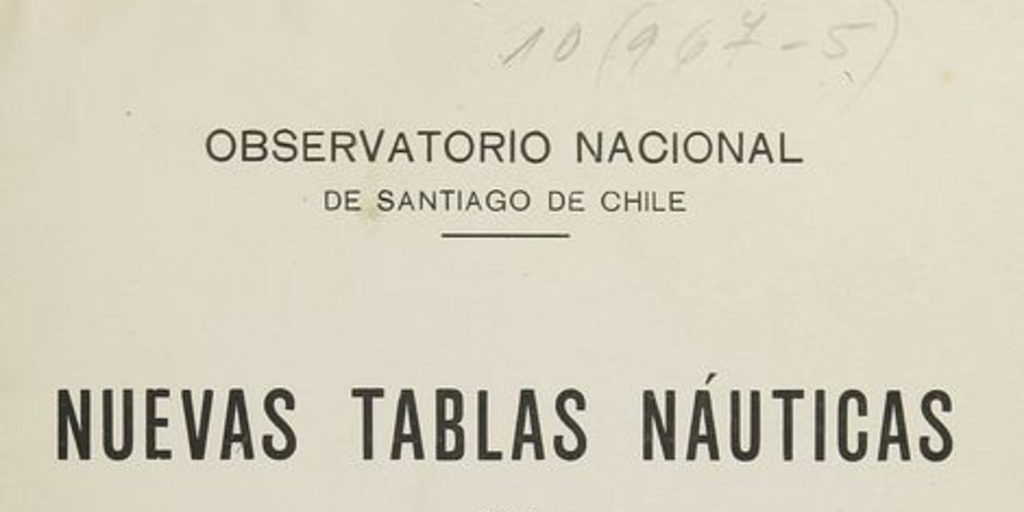 10 (967-5)
OBSERVATORIO NACIONAL
DE SANTIAGO DE CHILE
NUEVAS TABLAS NÁUTICAS